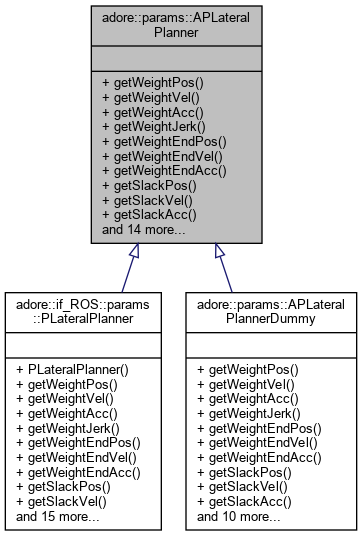 adore::params::APLateral
Planner
+ getWeightPos()
+ getWeightVel()
+ getWeightAcc()
+ getWeightJerk()
+ getWeightEndPos()
+ getWeightEndVel()
+ getWeightEndAcc()
+ getSlackPos()
+ getSlackVel()
+ getSlackAcc()
and 14 more...
adore::if_ROS::params
::PLateralPlanner
+ PLateralPlanner()
+ getWeightPos()
+ getWeightVel()
+ getWeightAcc()
+ getWeightJerk()
+ getWeightEndPos()
+ getWeightEndVel()
+ getWeightEndAcc()
+ getSlackPos()
+ getSlackVel()
and 15 more...
adore::params::APLateral
PlannerDummy
+ getWeightPos()
+ getWeightVel()
+ getWeightAcc()
+ getWeightJerk()
+ getWeightEndPos()
+ getWeightEndVel()
+ getWeightEndAcc()
+ getSlackPos()
+ getSlackVel()
+ getSlackAcc()
and 10 more...